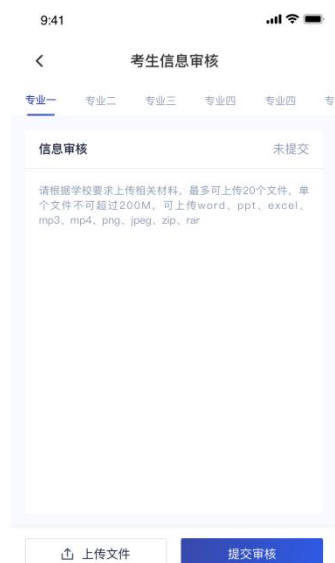 9:41
考生信息审核
专业一 专业二 专业三 专业四 专业四 专
信息审核 未提交
请根据学校要求上传相关材料，最多可上传20个文件，单
个文件不可超过200M，可上传word、ppt、excel、
mp3、mp4、png、jpeg、zip、rar
上传文件 提交审核